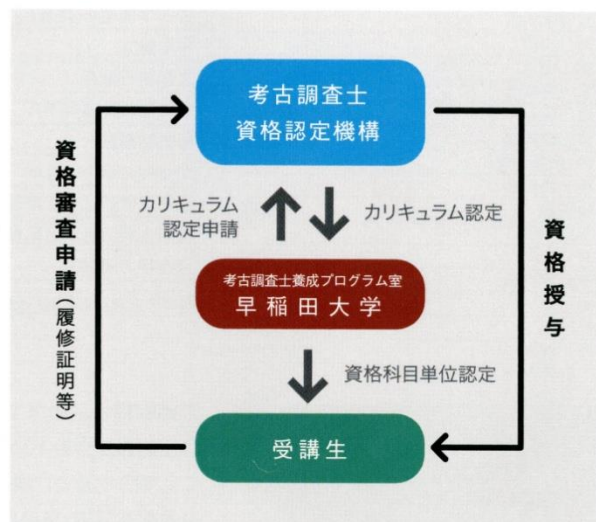 考古調査士
資格認定機構
カリキュラム
認定申請
カリキュラム認定
資格審査申請(履修証明等)
資格授与
考古調査士養成プログラム室
早稲田大学
資格科目単位認定
受講生